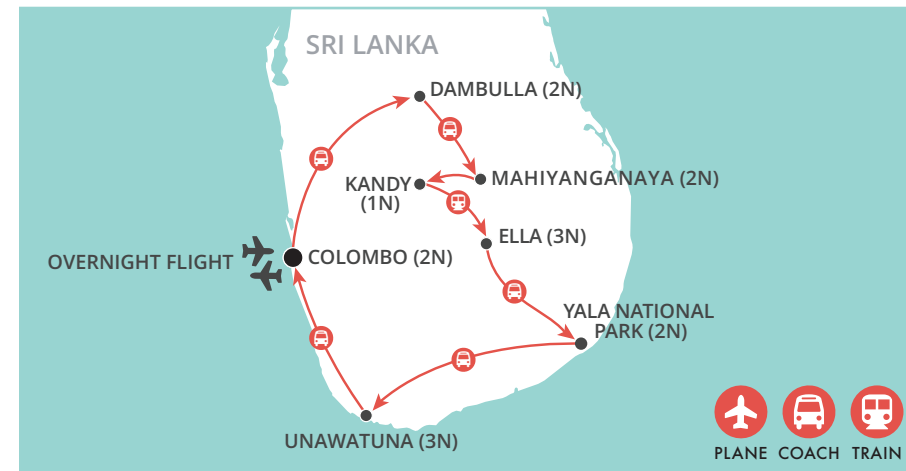 SRI LANKA
DAMBULLA (2N)
MAHIYANGANAYA (2N)
KANDY
(1N)
ELLA (3N)
OVERNIGHT FLIGHT
COLOMBO (2N)
YALA NATIONAL
PARK (2N)
UNAWATUNA (3N)
PLANE COACH TRAIN